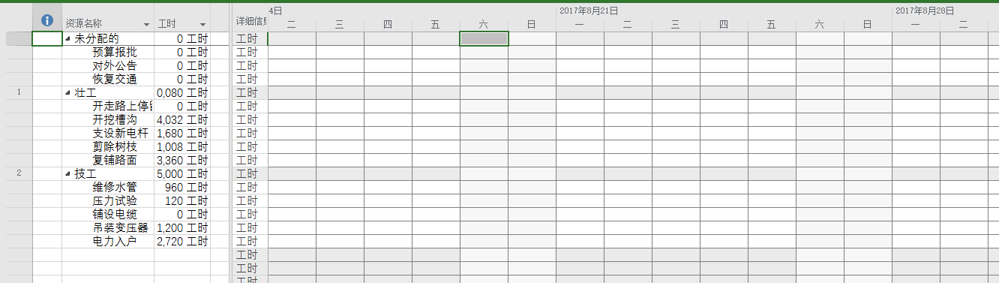 4日 2017年8月21日 2017年8月28日
资源名称 工时 详细信息 二 三 四 五 六 日 一 二 三 四 五 六 日 一 二
未分配的 0 工时 工时
预算报批 0 工时 工时
对外公告 0 工时 工时
恢复交通 0 工时 工时
1 壮工 0,080 工时 工时
开走路上停留 0 工时 工时
开挖槽沟 4,032 工时 工时
支设新电杆 1,680 工时 工时
剪除树枝 1,008 工时 工时
复铺路面 3,360 工时 工时
2 技工 5,000 工时 工时
维修水管 960 工时 工时
压力试验 120 工时 工时
铺设电缆 0 工时 工时
吊装变压器 1,200 工时 工时
电力入户 2,720 工时 工时
工时
工时
工时